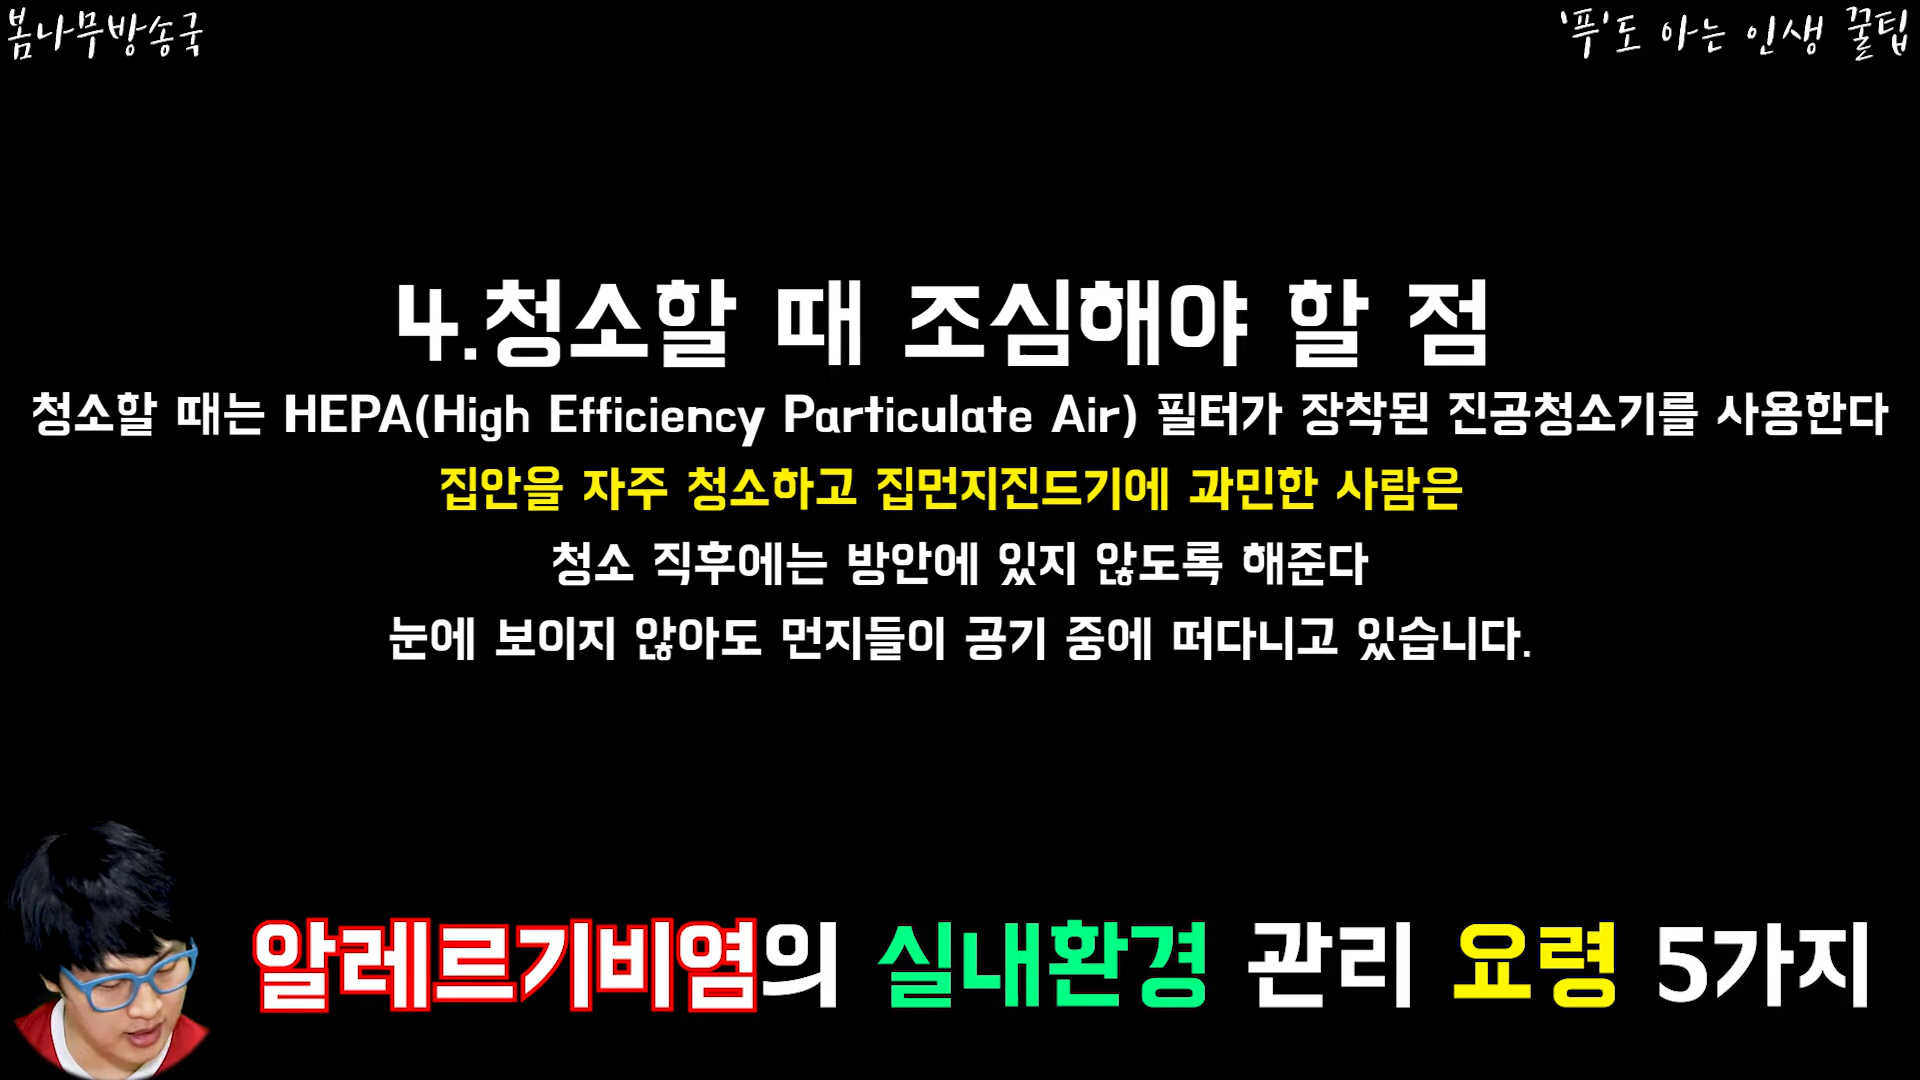 봄나무방송국
'푸'도 아는 인생 꿀팁
4.청소할 때 조심해야 할 점
청소할 때는 HEPA(High Efficiency Particulate Air) 필터가 장착된 진공청소기를 사용한다
집안을 자주 청소하고 집먼지진드기에 과민한 사람은
청소 직후에는 방안에 있지 않도록 해준다
눈에 보이지 않아도 먼지들이 공기 중에 떠다니고 있습니다.
알레르기비염의 실내환경 관리 요령 5가지